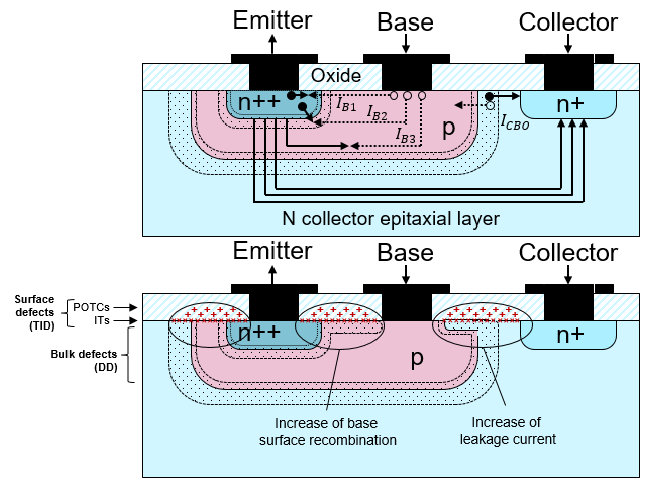 Emitter Base Collector
Oxide
n++
I_B1
I_B2
I_B3
p
I_CBO
n+
N collector epitaxial layer
Emitter Base Collector
Surface defects (TID)
POTCs
ITs
Bulk defects (DD)
n++
p
n+
Increase of base
surface recombination
Increase of
leakage current